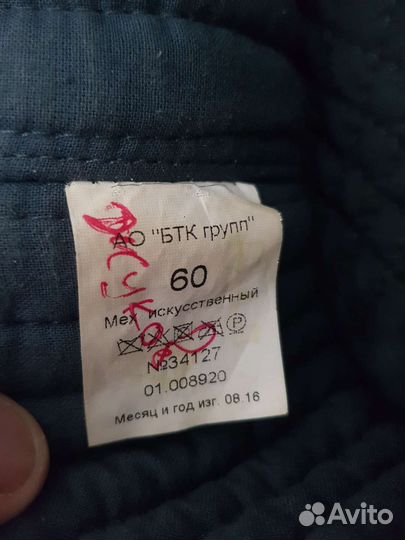 АО "БТК групп"
60
Мех искусственный
P
№34127
01.008920
Месяц и год изг. 08.16
Avito